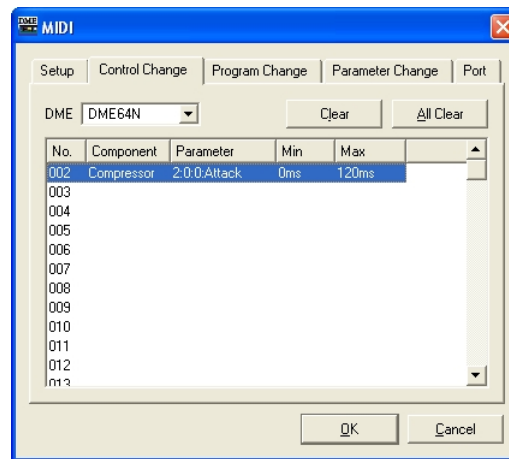 DME MIDI
Setup Control Change Program Change Parameter Change Port
DME DME64N Clear All Clear
No. Component Parameter Min Max
002 Compressor 2:0:0:Attack 0ms 120ms
003
004
005
006
007
008
009
010
011
012
013
OK Cancel